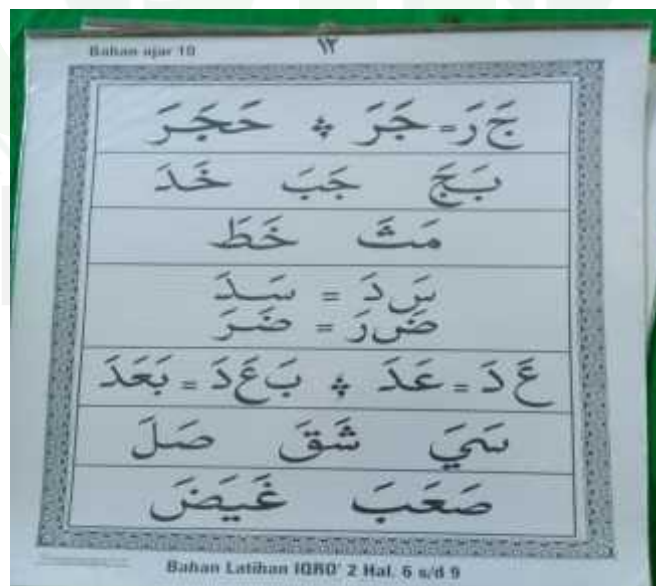 Bahan ajar 10
١٢
جَ رَ = جَرَ ⁘ حَجَرَ
بَجَ جَبَ خَدَ
مَثَ خَطَ
سَ دَ = سَدَ
ضَ رَ = ضَرَ
عَ دَ = عَدَ ⁘ بَ عَ دَ = بَعَدَ
سَيَ شَقَ صَلَ
صَعَبَ غَيَضَ
Bahan Latihan IQRO' 2 Hal. 6 s/d 9